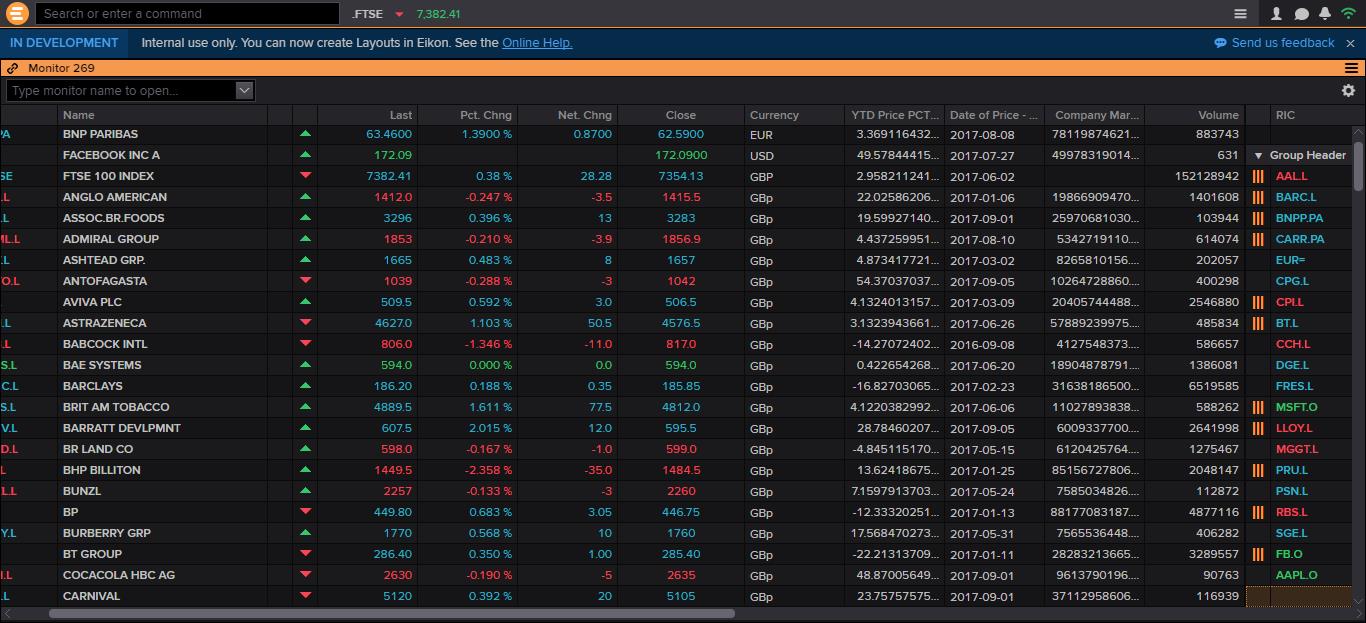 Search or enter a command .FTSE 7,382.41
IN DEVELOPMENT Internal use only. You can now create Layouts in Eikon. See the Online Help. Send us feedback
Monitor 269
Type monitor name to open...
Name Last Pct. Chng Net. Chng Close Currency YTD Price PCT... Date of Price - ... Company Mar... Volume RIC
PA BNP PARIBAS 63.4600 1.3900 % 0.8700 62.5900 EUR 3.369116432... 2017-08-08 78119874621... 883743
FACEBOOK INC A 172.09 172.0900 USD 49.57844415... 2017-07-27 49978319014... 631 Group Header
SE FTSE 100 INDEX 7382.41 0.38 % 28.28 7354.13 GBP 2.958211241... 2017-06-02 152128942 AAL.L
.L ANGLO AMERICAN 1412.0 -0.247 % -3.5 1415.5 GBp 22.02586206... 2017-01-06 19866909470... 1401608 BARC.L
.L ASSOC.BR.FOODS 3296 0.396 % 13 3283 GBp 19.59927140... 2017-09-01 25970681030... 103944 BNPP.PA
ML.L ADMIRAL GROUP 1853 -0.210 % -3.9 1856.9 GBp 4.437259951... 2017-08-10 5342719110.... 614074 CARR.PA
.L ASHTEAD GRP. 1665 0.483 % 8 1657 GBp 4.873417721... 2017-03-02 8265810156.... 202057 EUR=
O.L ANTOFAGASTA 1039 -0.288 % -3 1042 GBp 54.37037037... 2017-09-05 10264728860.... 400298 CPG.L
AVIVA PLC 509.5 0.592 % 3.0 506.5 GBp 4.1324013157... 2017-03-09 20405744488... 2546880 CPI.L
.L ASTRAZENECA 4627.0 1.103 % 50.5 4576.5 GBp 3.1323943661... 2017-06-26 57889239975.... 485834 BT.L
.L BABCOCK INTL 806.0 -1.346 % -11.0 817.0 GBp -14.27072402... 2016-09-08 4127548373.... 586657 CCH.L
S.L BAE SYSTEMS 594.0 0.000 % 0.0 594.0 GBp 0.422654268... 2017-06-20 18904878791... 1386081 DGE.L
C.L BARCLAYS 186.20 0.188 % 0.35 185.85 GBp -16.82703065... 2017-02-23 31638186500... 6519585 FRES.L
S.L BRIT AM TOBACCO 4889.5 1.611 % 77.5 4812.0 GBp 4.1220382992... 2017-06-06 11027893838... 588262 MSFT.O
V.L BARRATT DEVLPMNT 607.5 2.015 % 12.0 595.5 GBp 28.78460207... 2017-09-05 6009337700.... 2641998 LLOY.L
D.L BR LAND CO 598.0 -0.167 % -1.0 599.0 GBp -4.845115170... 2017-05-15 6120425764.... 1275467 MGGT.L
.L BHP BILLITON 1449.5 -2.358 % -35.0 1484.5 GBp 13.62418675... 2017-01-25 85156727806... 2048147 PRU.L
L.L BUNZL 2257 -0.133 % -3 2260 GBp 7.1597913703... 2017-05-24 7585034826.... 112872 PSN.L
BP 449.80 0.683 % 3.05 446.75 GBp -12.33320251... 2017-01-13 88177083187... 4877116 RBS.L
Y.L BURBERRY GRP 1770 0.568 % 10 1760 GBp 17.568470273... 2017-05-31 7565536448.... 406282 SGE.L
BT GROUP 286.40 0.350 % 1.00 285.40 GBp -22.21313709... 2017-01-11 28283213665... 3289557 FB.O
.L COCACOLA HBC AG 2630 -0.190 % -5 2635 GBp 48.87005649... 2017-09-01 9613790196.... 90763 AAPL.O
.L CARNIVAL 5120 0.392 % 20 5105 GBp 23.75757575... 2017-09-01 37112958606... 116939